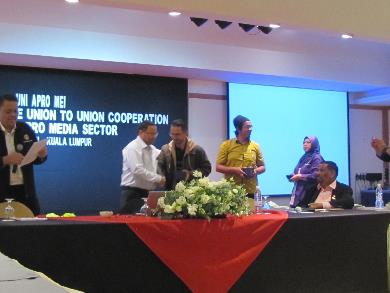 UNI APRO MEI
E UNION TO UNION COOPERATION
RO MEDIA SECTOR
KUALA LUMPUR